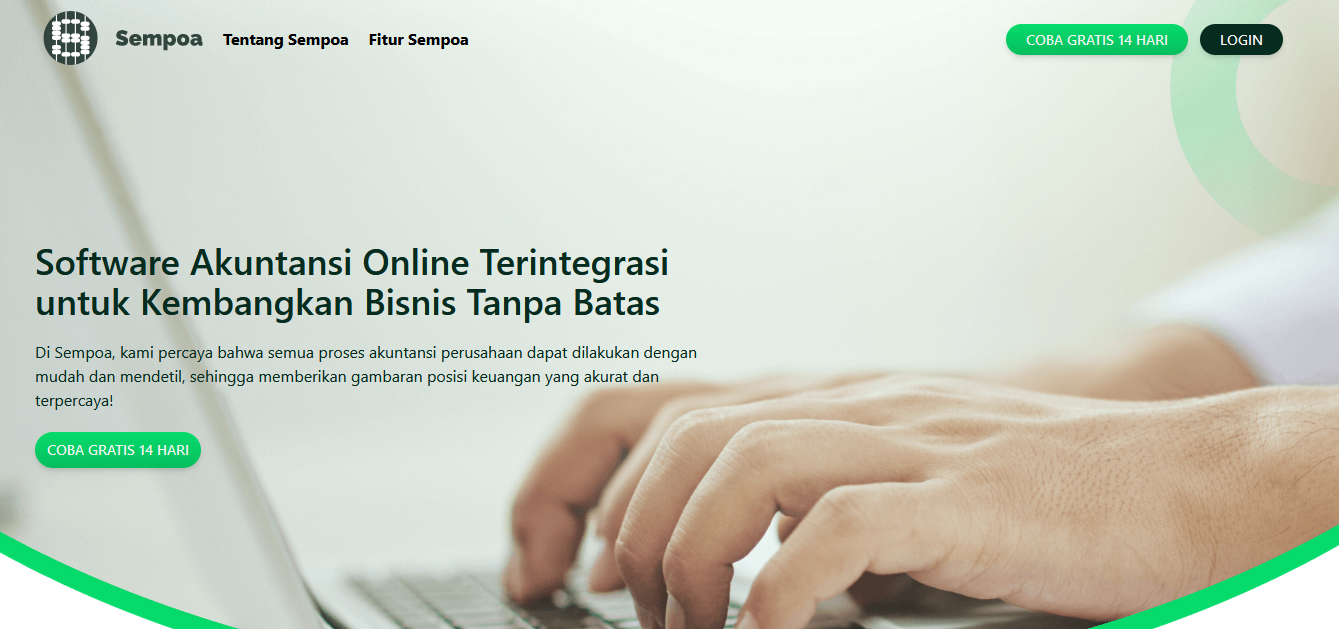 Sempoa
Tentang Sempoa
Fitur Sempoa
COBA GRATIS 14 HARI
LOGIN
Software Akuntansi Online Terintegrasi
untuk Kembangkan Bisnis Tanpa Batas
Di Sempoa, kami percaya bahwa semua proses akuntansi perusahaan dapat dilakukan dengan
mudah dan mendetil, sehingga memberikan gambaran posisi keuangan yang akurat dan
terpercaya!
COBA GRATIS 14 HARI